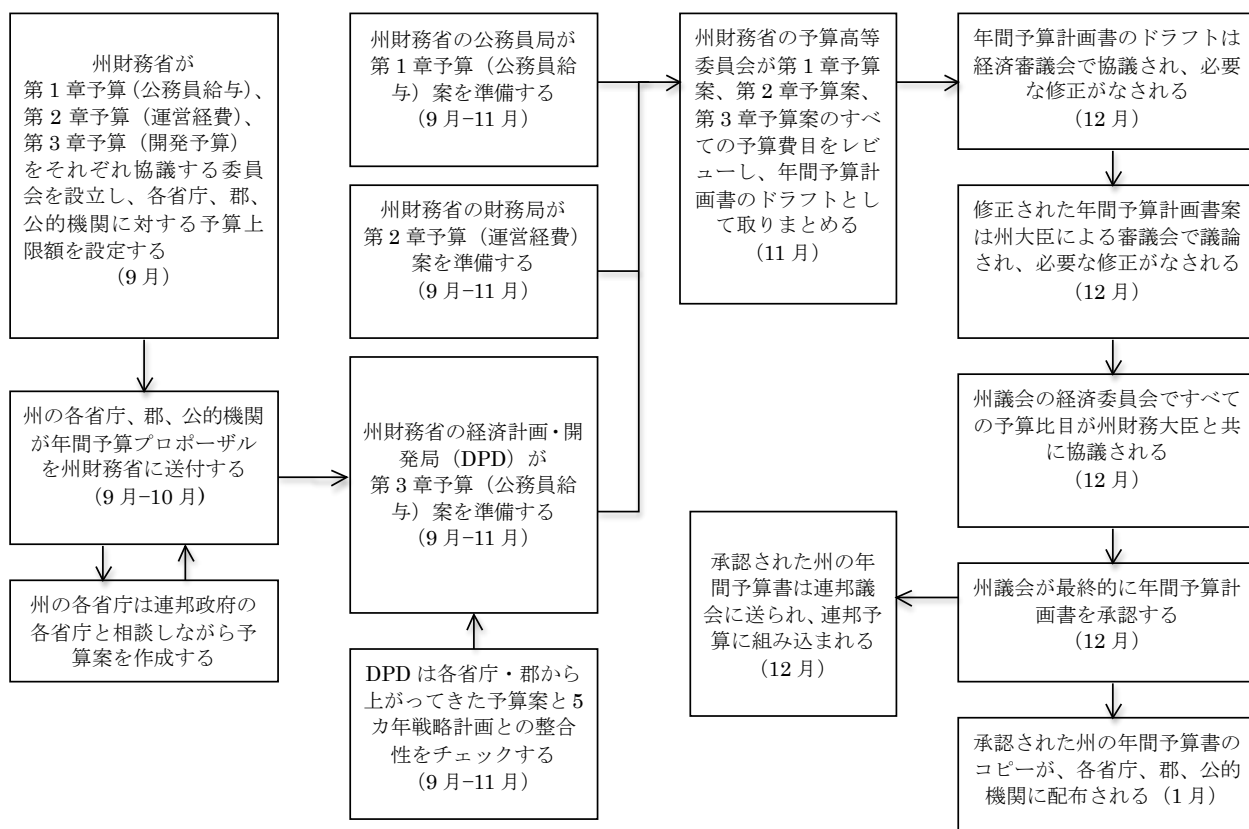 州財務省が
第1章予算(公務員給与)、
第2章予算(運営経費)、
第3章予算(開発予算)
をそれぞれ協議する委員
会を設立し、各省庁、郡、
公的機関に対する予算上
限額を設定する
(9月−)
州の各省庁、郡、公的機関
が年間予算プロポーザル
を州財務省に送付する
(9月−10月)
州の各省庁は連邦政府の
各省庁と相談しながら予
算案を作成する
州財務省の公務員局が
第1章予算(公務員給
与)案を準備する
(9月−11月)
州財務省の財務局が
第2章予算(運営経費)
案を準備する
(9月−11月)
州財務省の経済計画・開
発局(DPD)が
第3章予算(公務員給
与)案を準備する
(9月−11月)
DPDは各省庁・郡から
上がってきた予算案と5
カ年戦略計画との整合
性をチェックする
(9月−11月)
州財務省の予算高等
委員会が第1章予算
案、第2章予算案、
第3章予算案のすべ
ての予算費目をレビ
ューし、年間予算計
画書のドラフトとし
て取りまとめる
(11月)
年間予算計画書のドラフトは
経済審議会で協議され、必要
な修正がなされる
(12月)
修正された年間予算計画書案
は州大臣による審議会で議論
され、必要な修正がなされる
(12月)
州議会の経済委員会ですべて
の予算比目が州財務大臣と共
に協議される
(12月)
州議会が最終的に年間予算計
画書を承認する
(12月)
承認された州の年
間予算書は連邦議
会に送られ、連邦予
算に組み込まれる
(12月)
承認された州の年間予算書の
コピーが、各省庁、郡、公的
機関に配布される(1月)